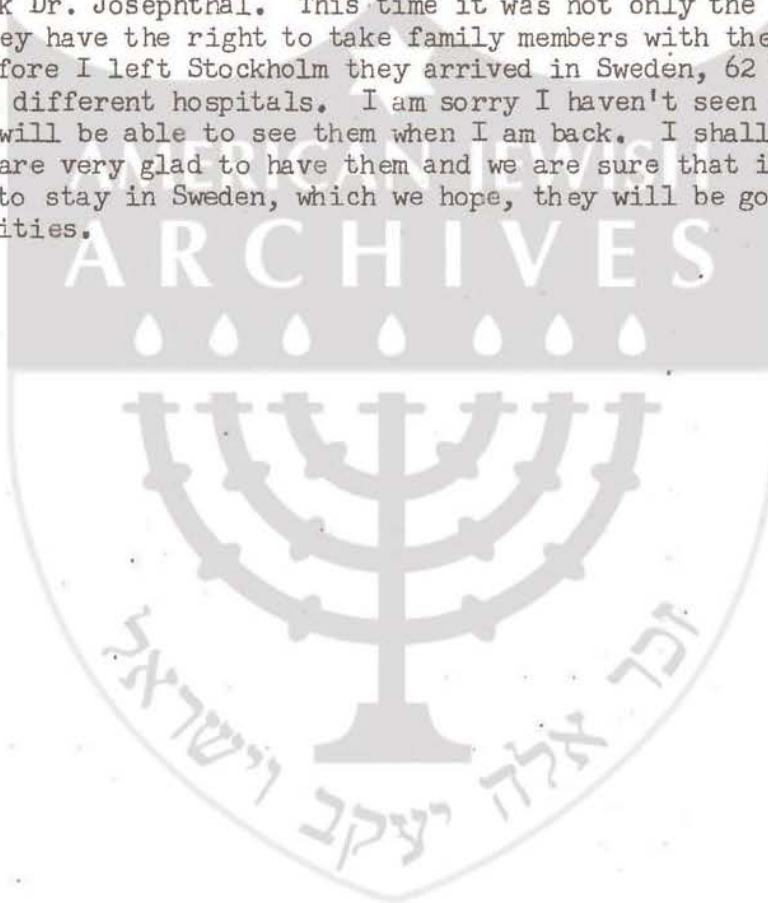 k Dr. Josephthal. This time it was not only the
ey have the right to take family members with the
fore I left Stockholm they arrived in Sweden, 62
different hospitals. I am sorry I haven't seen
will be able to see them when I am back. I shall
are very glad to have them and we are sure that i
to stay in Sweden, which we hope, they will be go
ities.
AMERICAN JEWISH
ARCHIVES
זכר אלה יעקב וישראל